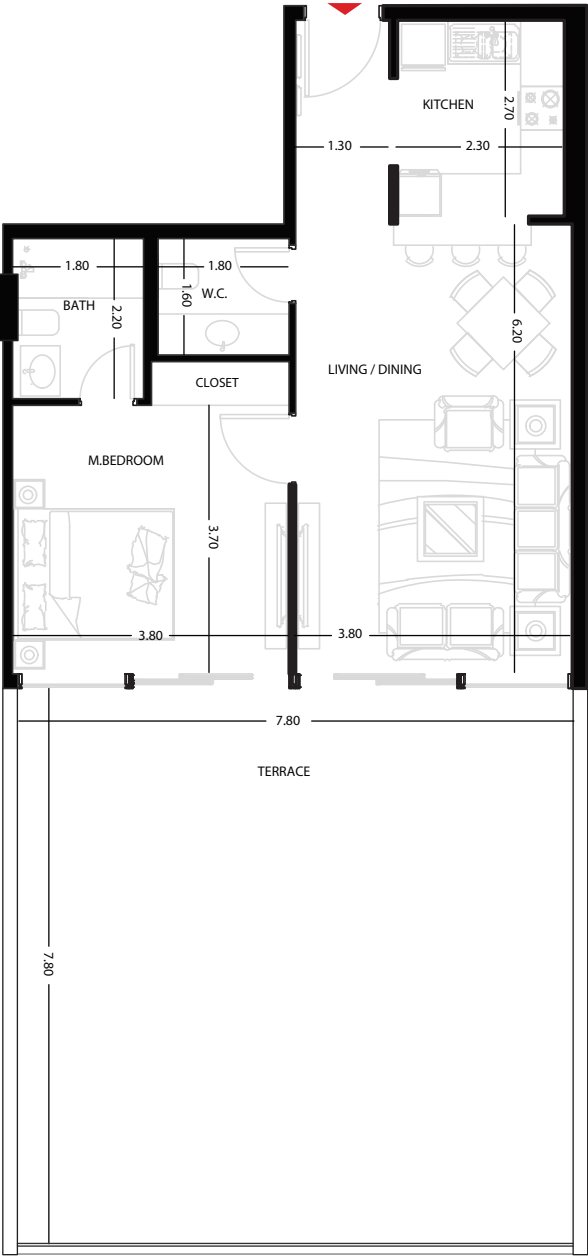 KITCHEN
2.70
1.30
2.30
1.80
1.80
W.C.
1.60
BATH
2.20
6.20
LIVING / DINING
CLOSET
M.BEDROOM
3.70
3.80
3.80
7.80
TERRACE
7.80